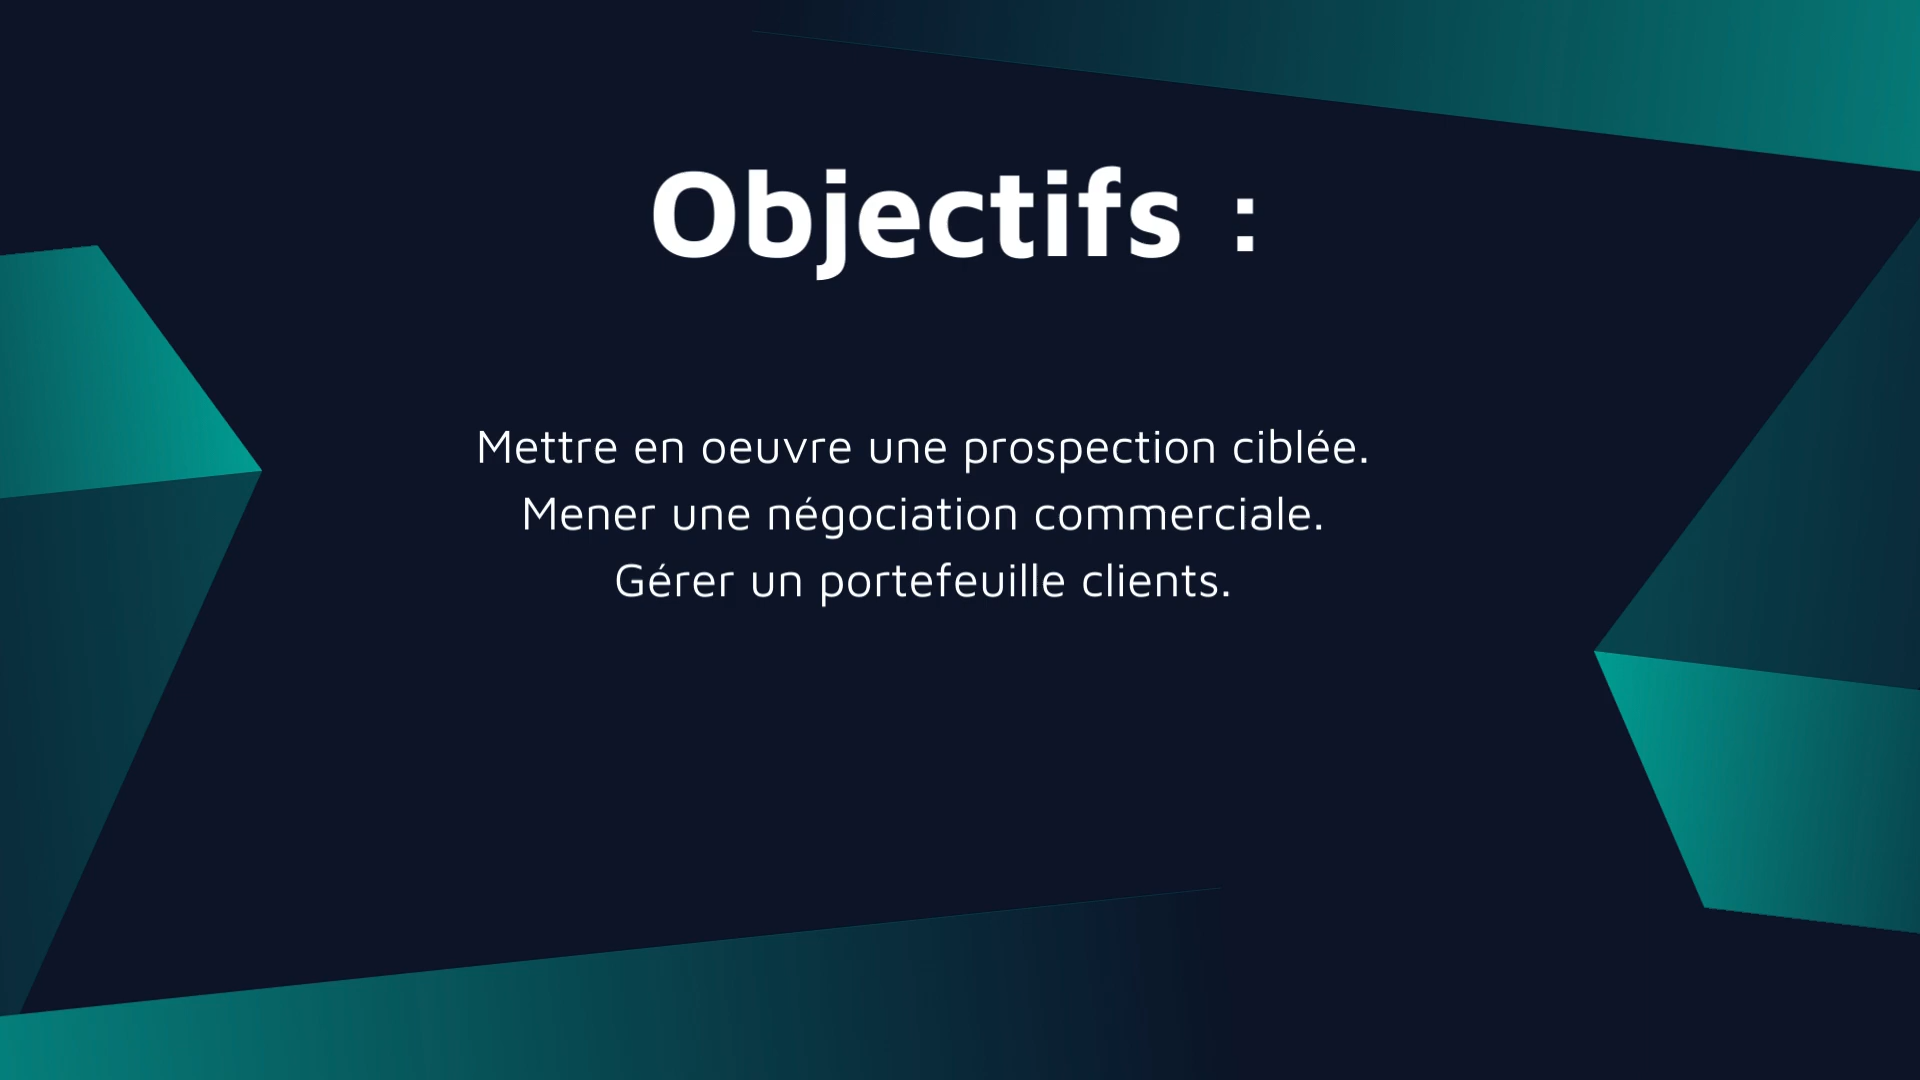 Objectifs :
Mettre en oeuvre une prospection ciblée.
Mener une négociation commerciale.
Gérer un portefeuille clients.